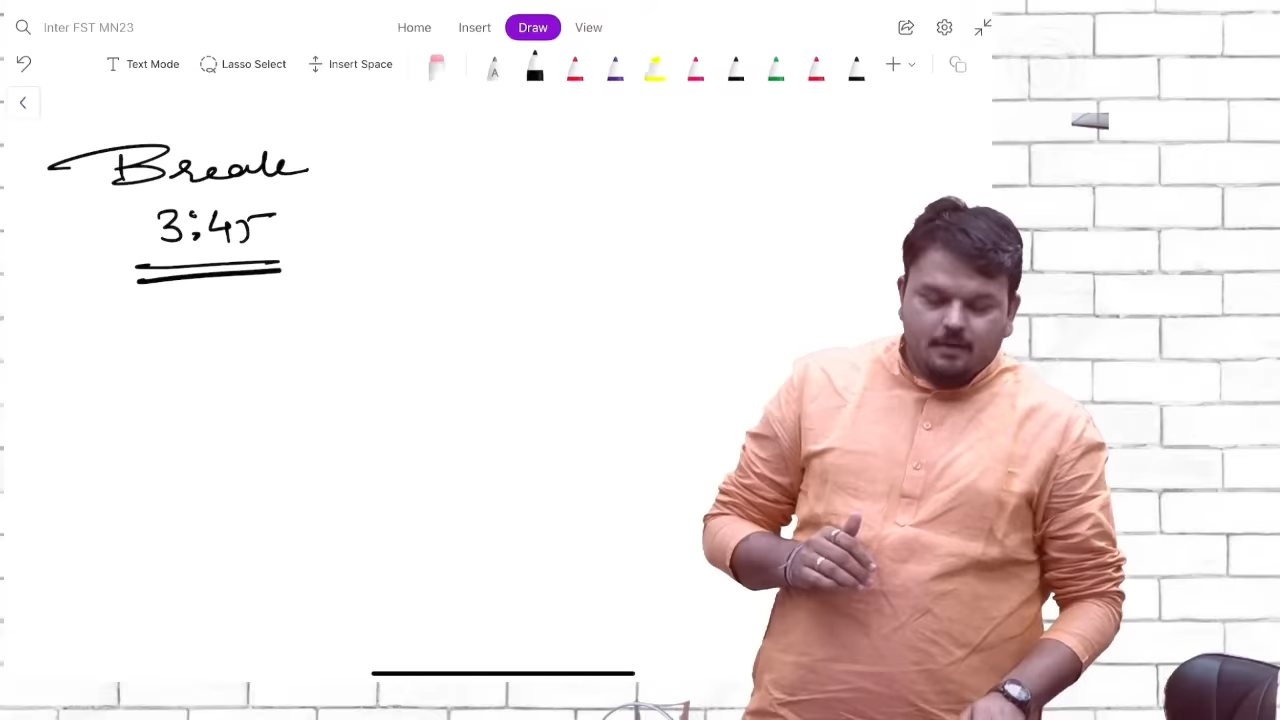 Inter FST MN23
Home Insert Draw View
Text Mode Lasso Select Insert Space
A
Break
3:45